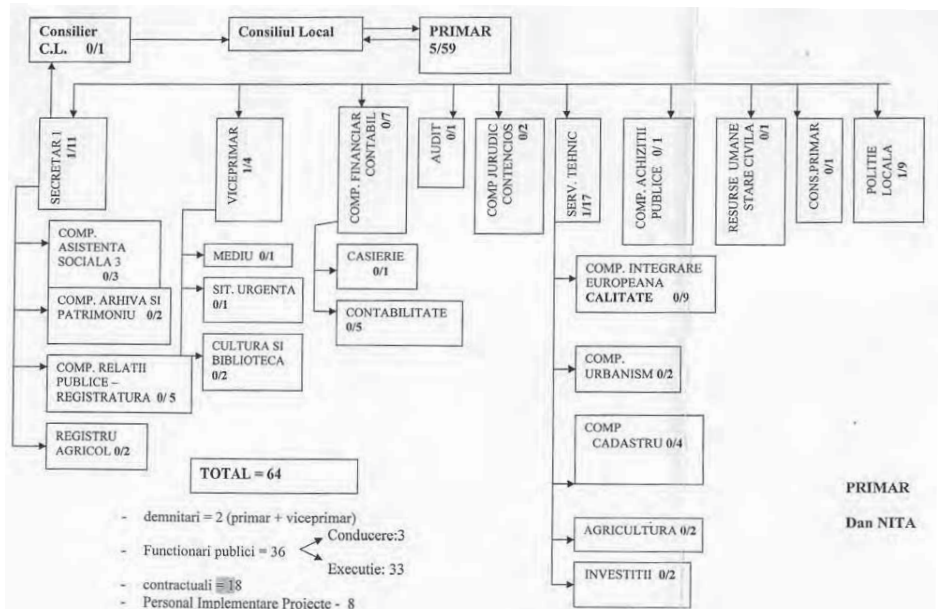 Consilier
C.L. 0/1
Consiliul Local
PRIMAR
5/59
SECRETAR 1
1/11
VICEPRIMAR
1/4
COMP. FINANCIAR
CONTABIL 0/7
AUDIT
0/1
COMP JURUDIC
CONTENCIOS 0/2
SERV. TEHNIC
1/17
COMP ACHIZITII
PUBLICE 0/ 1
RESURSE UMANE
STARE CIVILA 0/1
CONS.PRIMAR
0/1
POLITIE
LOCALA 1/9
COMP.
ASISTENTA
SOCIALA 3
0/3
COMP. ARHIVA SI
PATRIMONIU 0/2
COMP. RELATII
PUBLICE –
REGISTRATURA 0/ 5
REGISTRU
AGRICOL 0/2
MEDIU 0/1
SIT. URGENTA
0/1
CULTURA SI
BIBLIOTECA
0/2
CASIERIE
0/1
CONTABILITATE
0/5
COMP. INTEGRARE
EUROPEANA
CALITATE 0/9
COMP.
URBANISM 0/2
COMP
CADASTRU 0/4
AGRICULTURA 0/2
INVESTITII 0/2
TOTAL = 64
- demnitari = 2 (primar + viceprimar)
- Functionari publici = 36
Conducere:3
Executie: 33
- contractuali = 18
- Personal Implementare Proiecte - 8
PRIMAR
Dan NITA